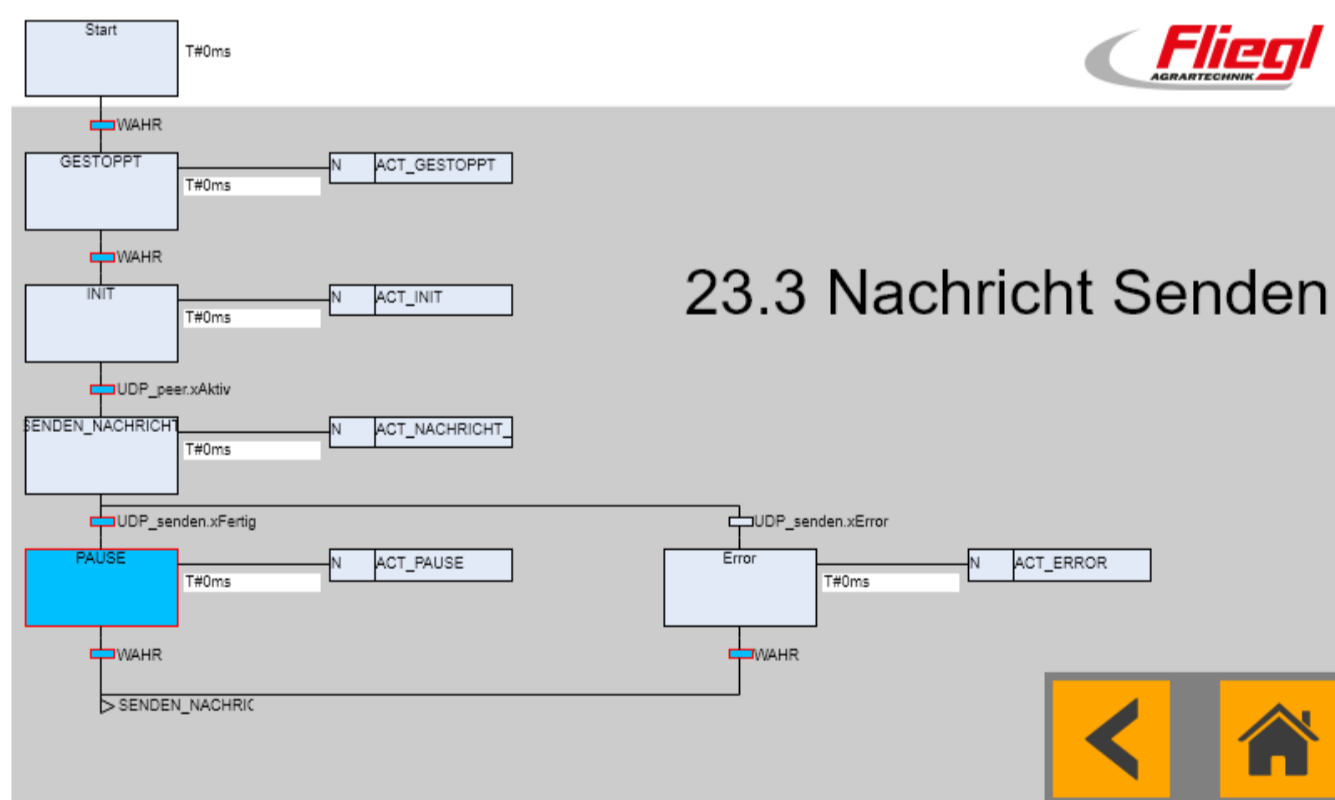 Start
T#0ms
Fliegl
AGRARTECHNIK
WAHR
GESTOPPT
N ACT_GESTOPPT
T#0ms
WAHR
23.3 Nachricht Senden
INIT
N ACT_INIT
T#0ms
UDP_peer.xAktiv
SENDEN_NACHRICHT
N ACT_NACHRICHT_
T#0ms
UDP_senden.xFertig
UDP_senden.xError
PAUSE
N ACT_PAUSE
T#0ms
Error
N ACT_ERROR
T#0ms
WAHR
WAHR
SENDEN_NACHRIC